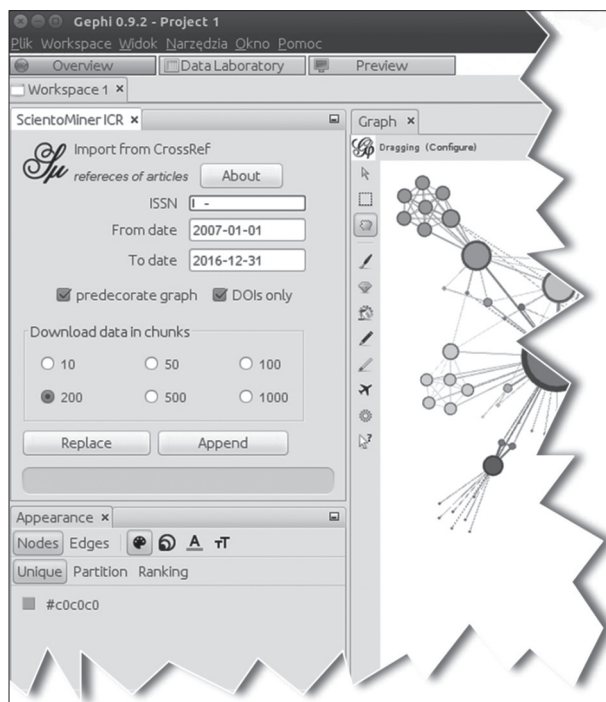 Gephi 0.9.2 - Project 1
Plik Workspace Widok Narzędzia Okno Pomoc
Overview Data Laboratory Preview
Workspace 1 ×
ScientoMiner ICR ×
Sμ Import from CrossRef
refereces of articles About
ISSN -
From date 2007-01-01
To date 2016-12-31
predecorate graph DOIs only
Download data in chunks
10 50 100
200 500 1000
Replace Append
Appearance ×
Nodes Edges A TT
Unique Partition Ranking
#c0c0c0
Graph ×
Dragging (Configure)